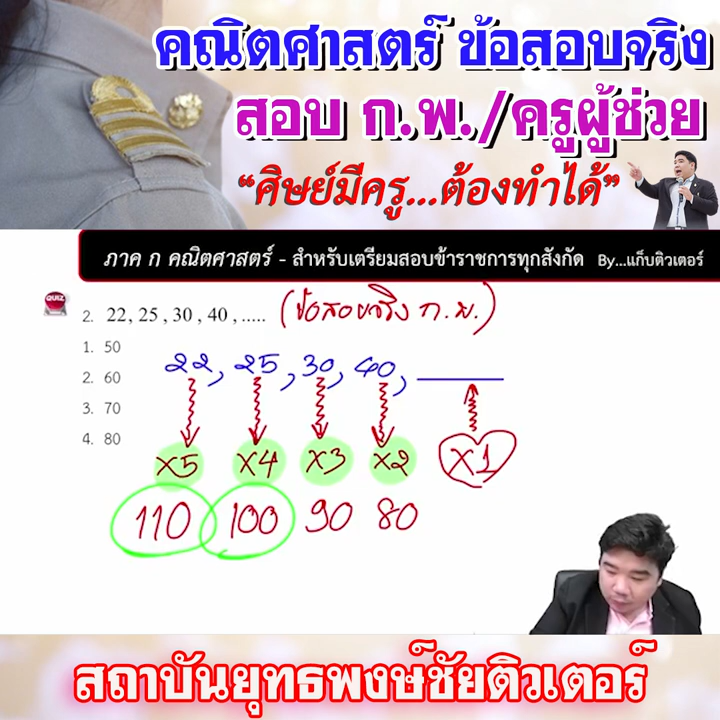 คณิตศาสตร์ ข้อสอบจริง
สอบ ก.พ./ครูผู้ช่วย
“ศิษย์มีครู...ต้องทำได้”
ภาค ก คณิตศาสตร์ - สำหรับเตรียมสอบข้าราชการทุกสังกัด By...แก็บติวเตอร์
QUIZ
2. 22 , 25 , 30 , 40 , ..... (ข้อสอบจริง ก.พ.)
1. 50
2. 60
3. 70
4. 80
22, 25, 30, 40,
x5 x4 x3 x2 x1
110 100 90 80
สถาบันยุทธพงษ์ชัยติวเตอร์